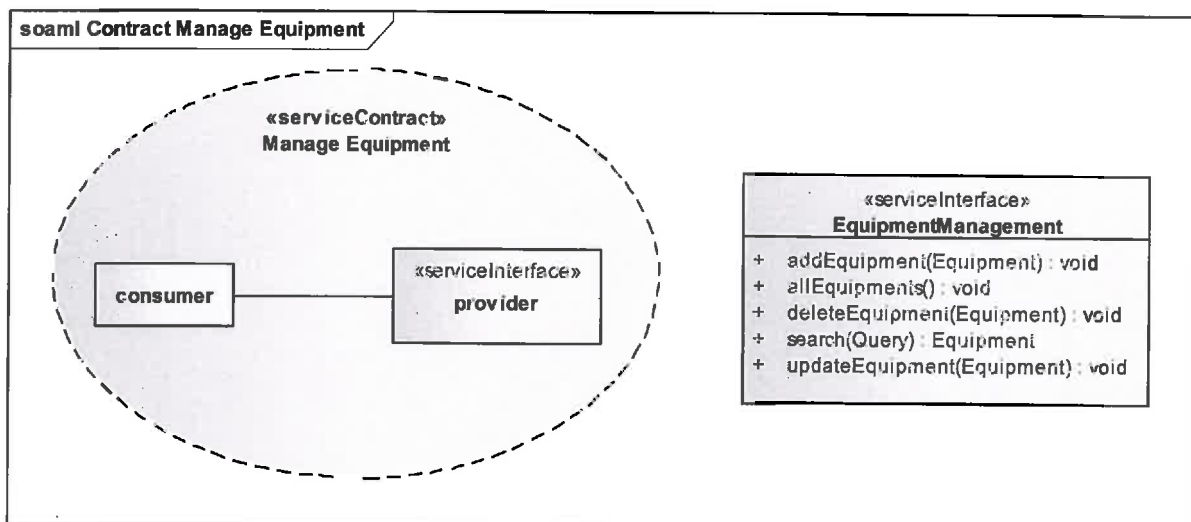 soaml Contract Manage Equipment
«serviceContract»
Manage Equipment
consumer
«serviceInterface»
provider
«serviceInterface»
EquipmentManagement
+ addEquipment(Equipment) : void
+ allEquipments() : void
+ deleteEquipment(Equipment) : void
+ search(Query) : Equipment
+ updateEquipment(Equipment) : void